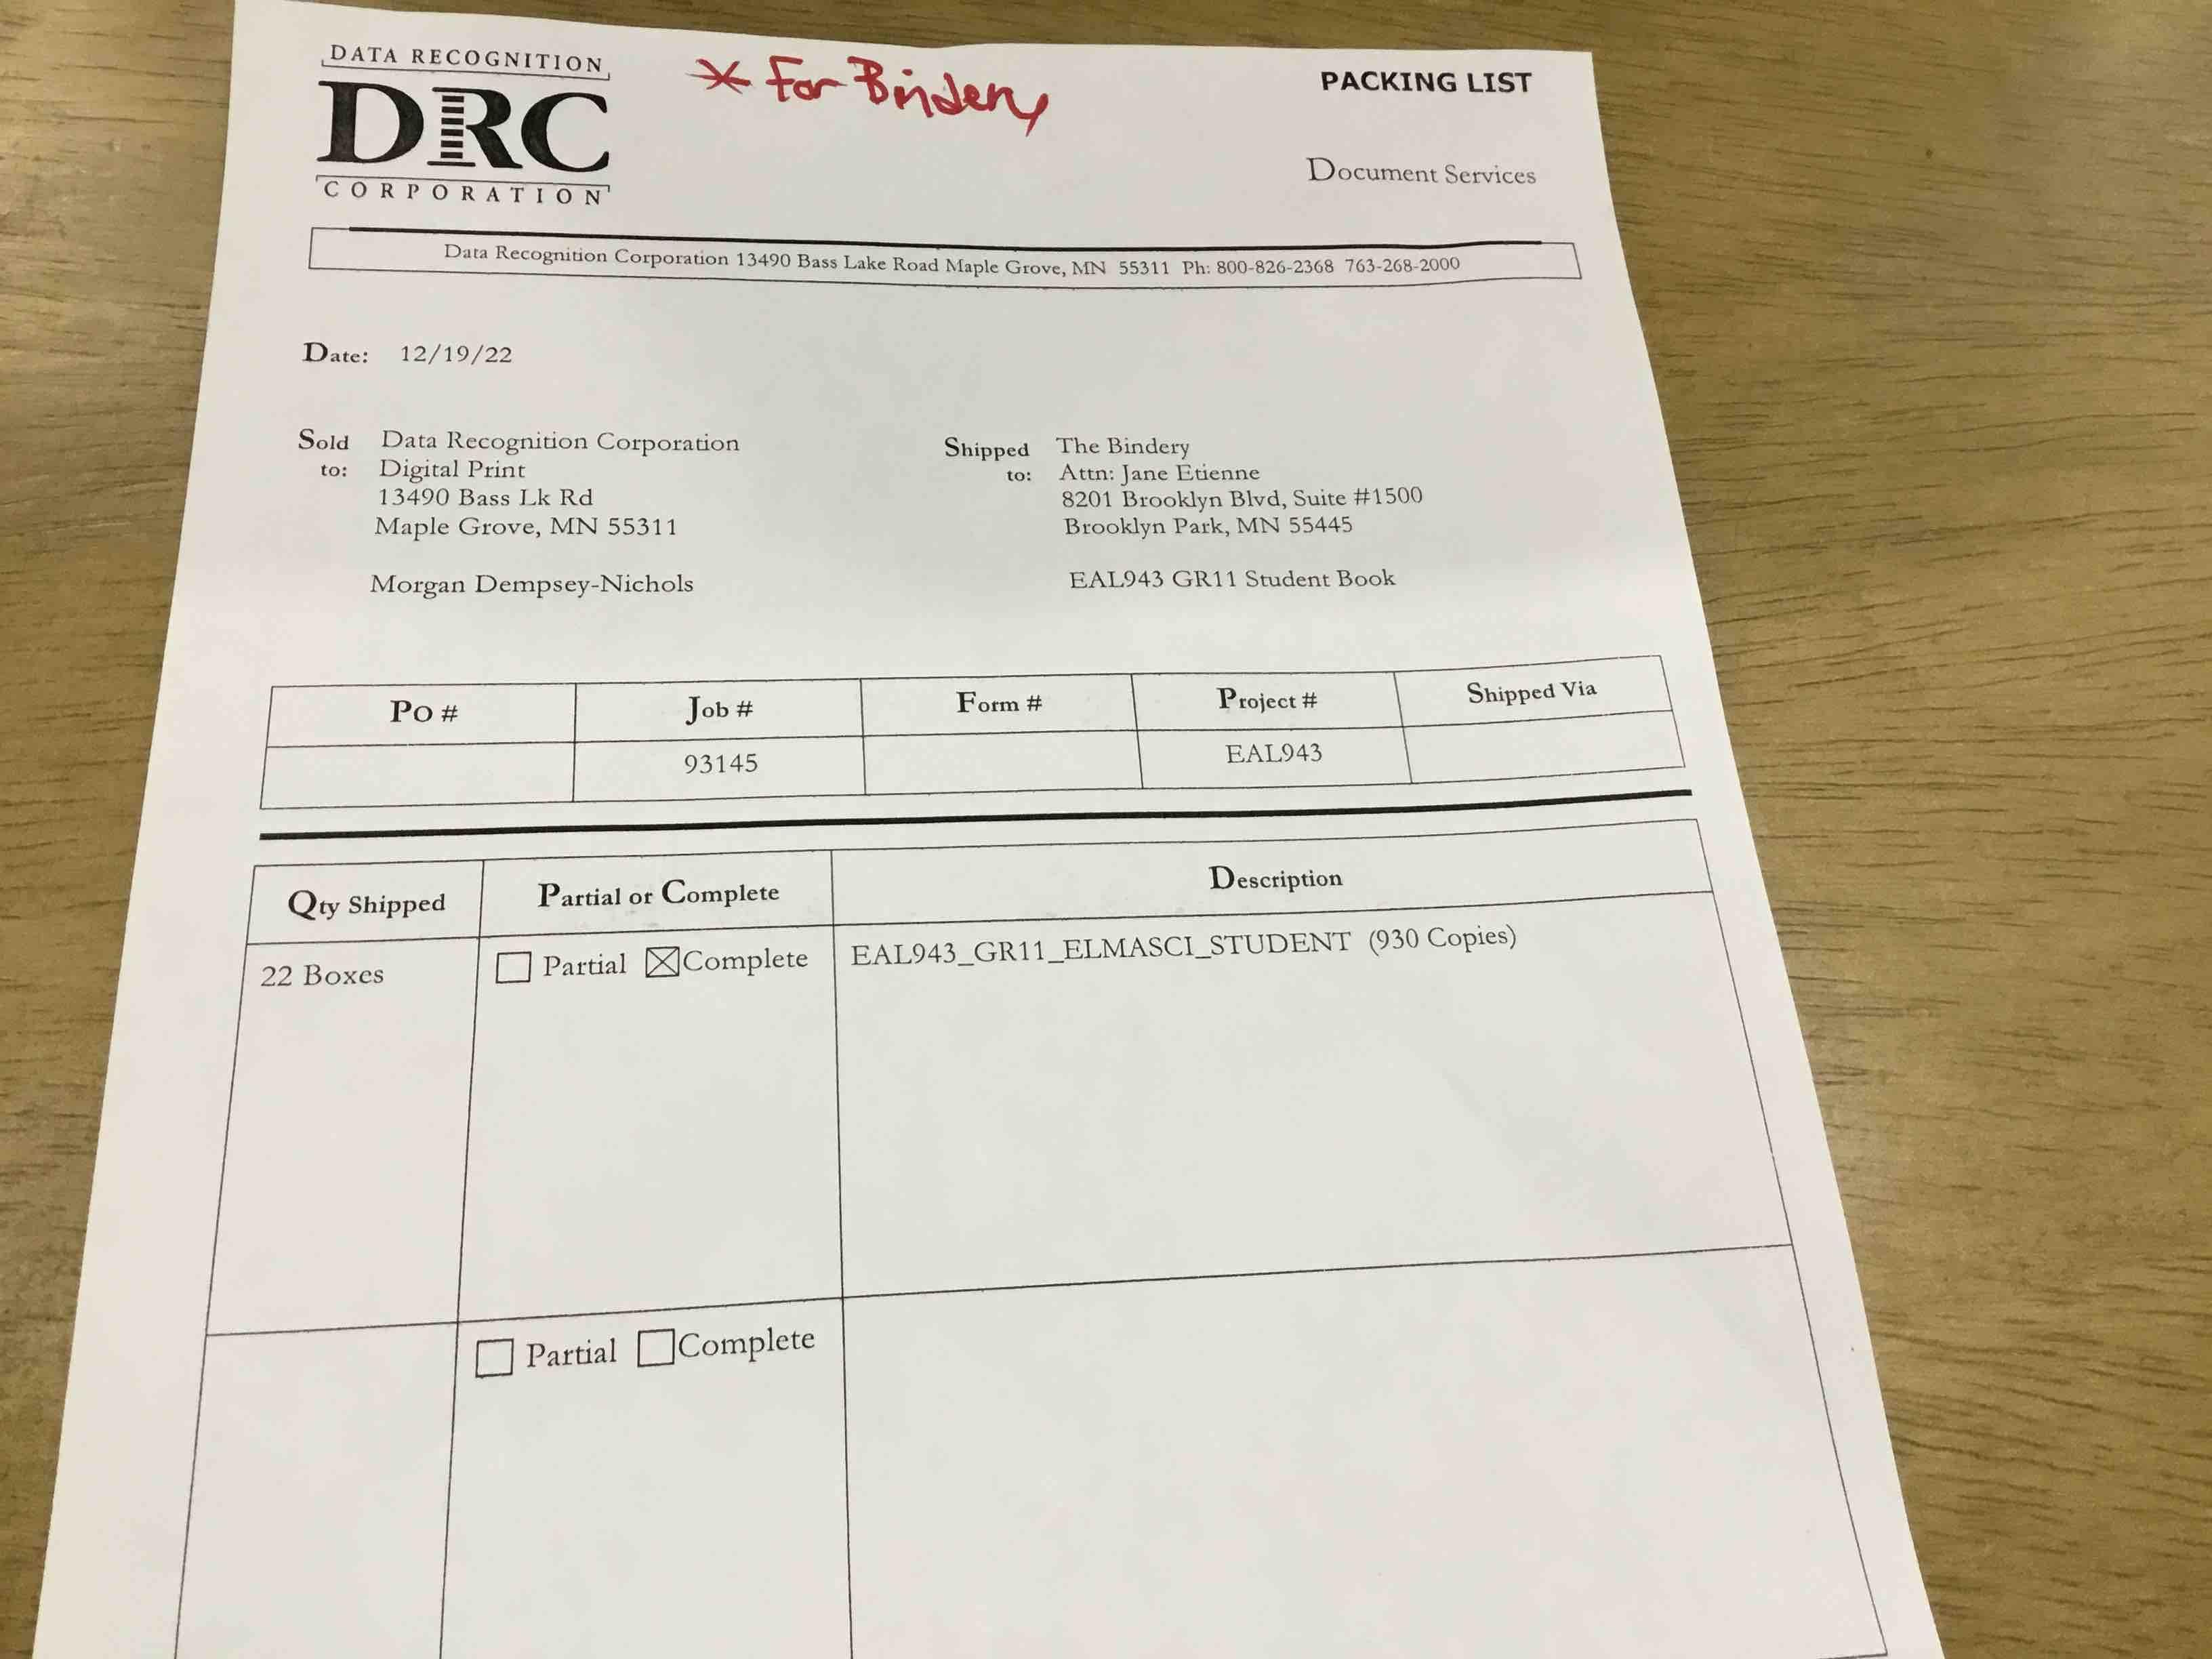 DATA RECOGNITION
DRC
CORPORATION
* For Bindery
PACKING LIST
Document Services
Data Recognition Corporation 13490 Bass Lake Road Maple Grove, MN 55311 Ph: 800-826-2368 763-268-2000
Date: 12/19/22
Sold to: Data Recognition Corporation
Digital Print
13490 Bass Lk Rd
Maple Grove, MN 55311
Morgan Dempsey-Nichols
Shipped to: The Bindery
Attn: Jane Etienne
8201 Brooklyn Blvd, Suite #1500
Brooklyn Park, MN 55445
EAL943 GR11 Student Book
PO # Job # Form # Project # Shipped Via
93145 EAL943
Qty Shipped Partial or Complete Description
22 Boxes ☐ Partial ☒ Complete EAL943_GR11_ELMASCI_STUDENT (930 Copies)
☐ Partial ☐ Complete